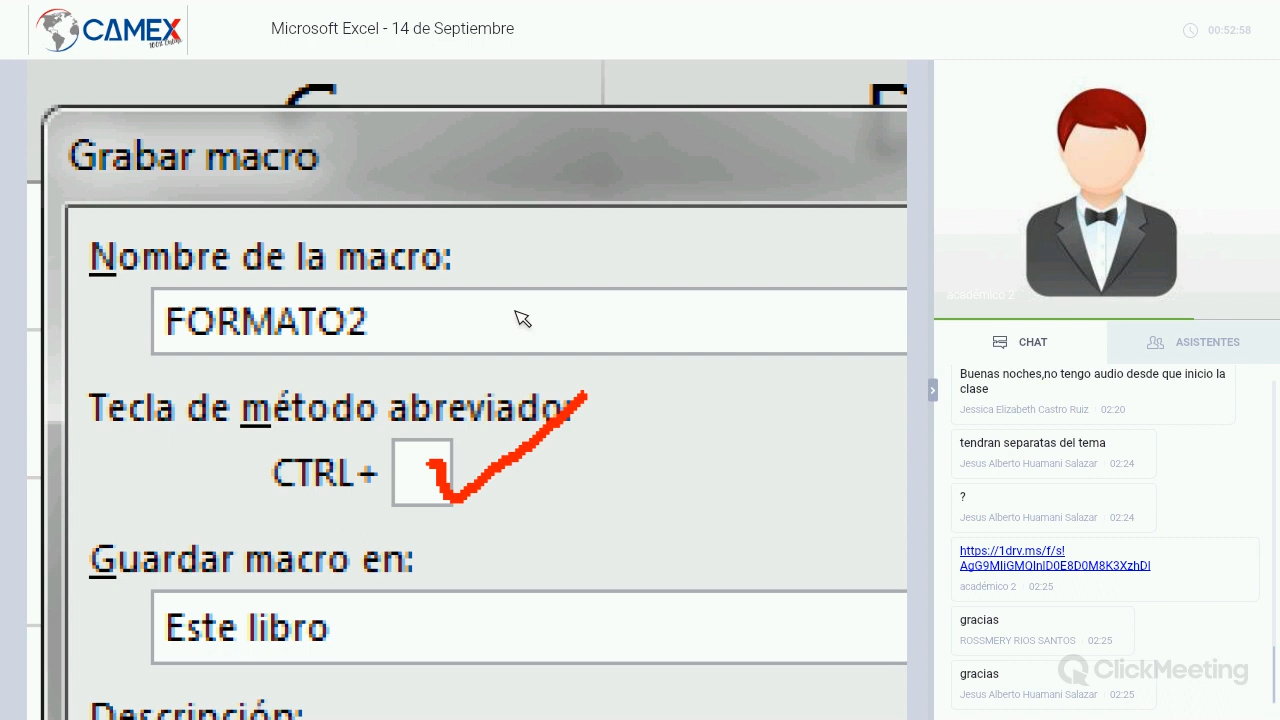 CAMEX
100% Online
Microsoft Excel - 14 de Septiembre
00:52:58
Grabar macro
Nombre de la macro:
FORMATO2
Tecla de método abreviado:
CTRL+
Guardar macro en:
Este libro
Descripción:
académico 2
CHAT
ASISTENTES
Buenas noches,no tengo audio desde que inicio la
clase
Jessica Elizabeth Castro Ruiz 02:20
tendran separatas del tema
Jesus Alberto Huamani Salazar 02:24
?
Jesus Alberto Huamani Salazar 02:24
https://1drv.ms/f/s!
académico 2 02:25
gracias
ROSSMERY RIOS SANTOS 02:25
gracias
Jesus Alberto Huamani Salazar 02:25
ClickMeeting